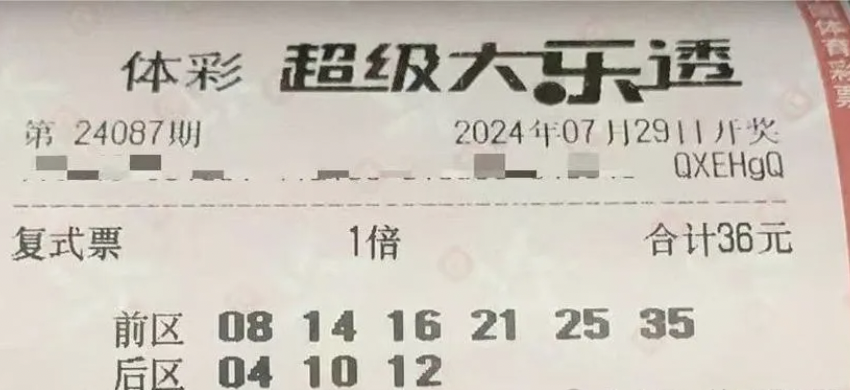 体彩 超级大乐透
第 24087期 2024年07月29日开奖
QXEHgQ
复式票 1倍 合计36元
前区 08 14 16 21 25 35
后区 04 10 12
体育彩票